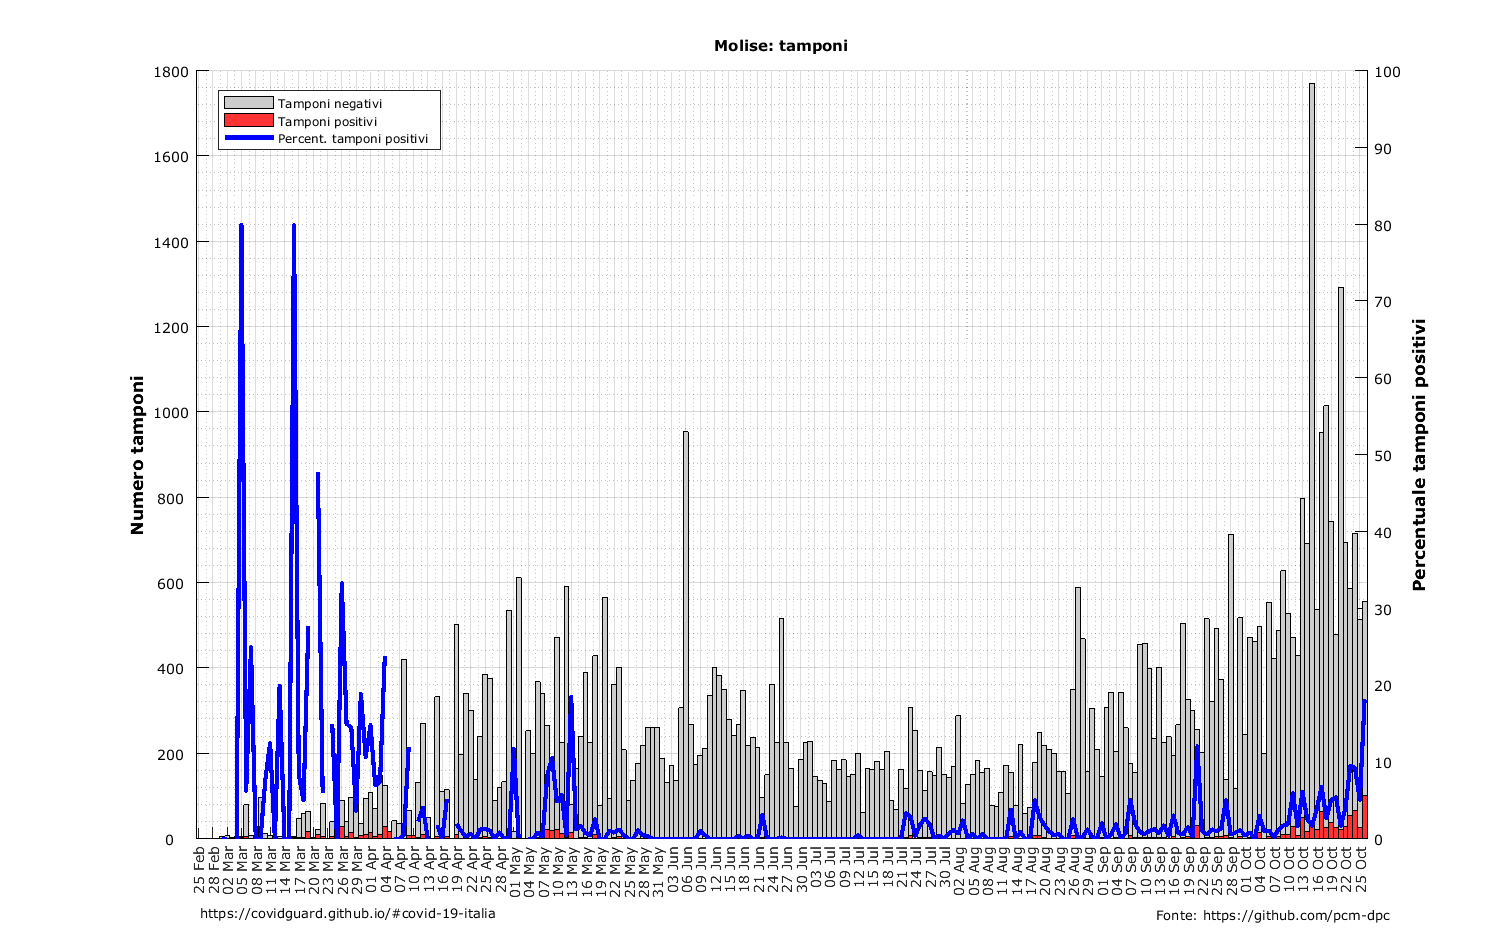 Molise: tamponi
Tamponi negativi
Tamponi positivi
Percent. tamponi positivi
Numero tamponi
1800
1600
1400
1200
1000
800
600
400
200
0
Percentuale tamponi positivi
100
90
80
70
60
50
40
30
20
10
0
25 Feb
28 Feb
02 Mar
05 Mar
08 Mar
11 Mar
14 Mar
17 Mar
20 Mar
23 Mar
26 Mar
29 Mar
01 Apr
04 Apr
07 Apr
10 Apr
13 Apr
16 Apr
19 Apr
22 Apr
25 Apr
28 Apr
01 May
04 May
07 May
10 May
13 May
16 May
19 May
22 May
25 May
28 May
31 May
03 Jun
06 Jun
09 Jun
12 Jun
15 Jun
18 Jun
21 Jun
24 Jun
27 Jun
30 Jun
03 Jul
06 Jul
09 Jul
12 Jul
15 Jul
18 Jul
21 Jul
24 Jul
27 Jul
30 Jul
02 Aug
05 Aug
08 Aug
11 Aug
14 Aug
17 Aug
20 Aug
23 Aug
26 Aug
29 Aug
01 Sep
04 Sep
07 Sep
10 Sep
13 Sep
16 Sep
19 Sep
22 Sep
25 Sep
28 Sep
01 Oct
04 Oct
07 Oct
10 Oct
13 Oct
16 Oct
19 Oct
22 Oct
25 Oct
https://covidguard.github.io/#covid-19-italia
Fonte: https://github.com/pcm-dpc